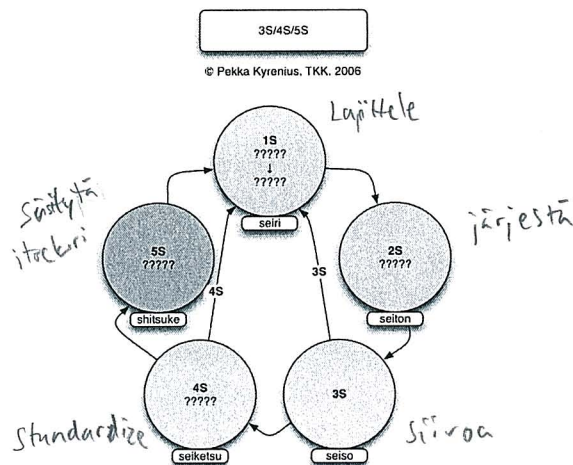 3S/4S/5S
© Pekka Kyrenius, TKK, 2006
Lajittele
1S
?????
↓
?????
seiri
järjestä
2S
?????
seiton
Säilytä
itsekuri
5S
?????
shitsuke
4S
3S
4S
?????
seiketsu
standardize
3S
seiso
Siivoa